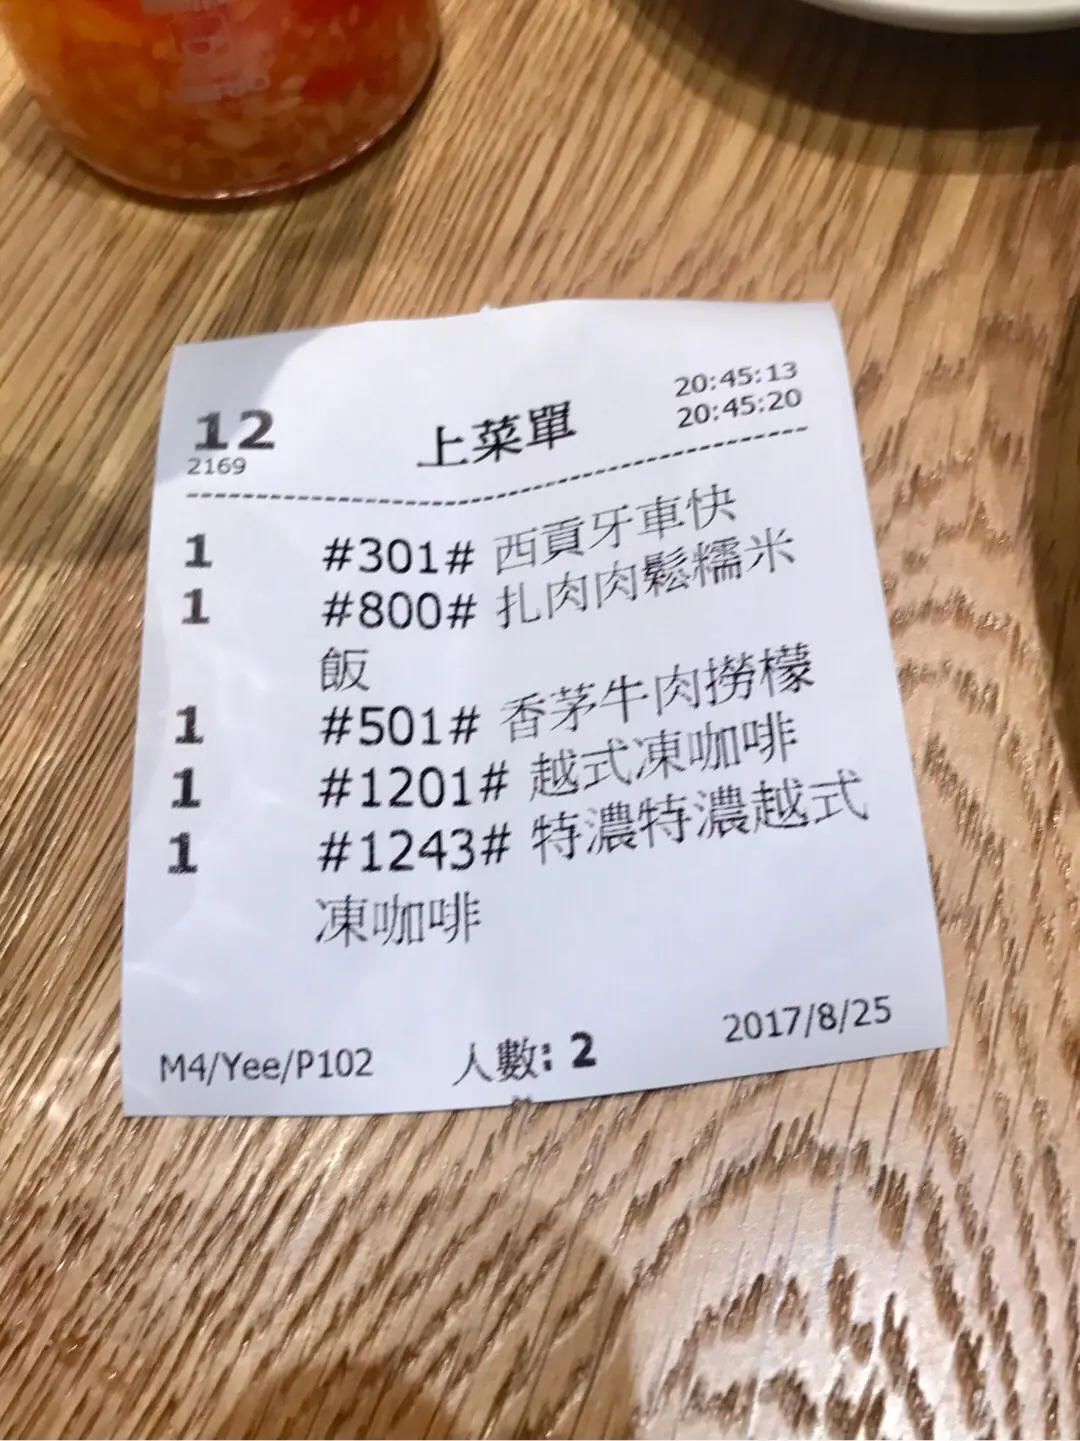 12 上菜單 20:45:13
2169 20:45:20
1 #301# 西貢牙車快
1 #800# 扎肉肉鬆糯米
飯
1 #501# 香茅牛肉撈檬
1 #1201# 越式凍咖啡
1 #1243# 特濃特濃越式
凍咖啡
M4/Yee/P102 人數: 2 2017/8/25